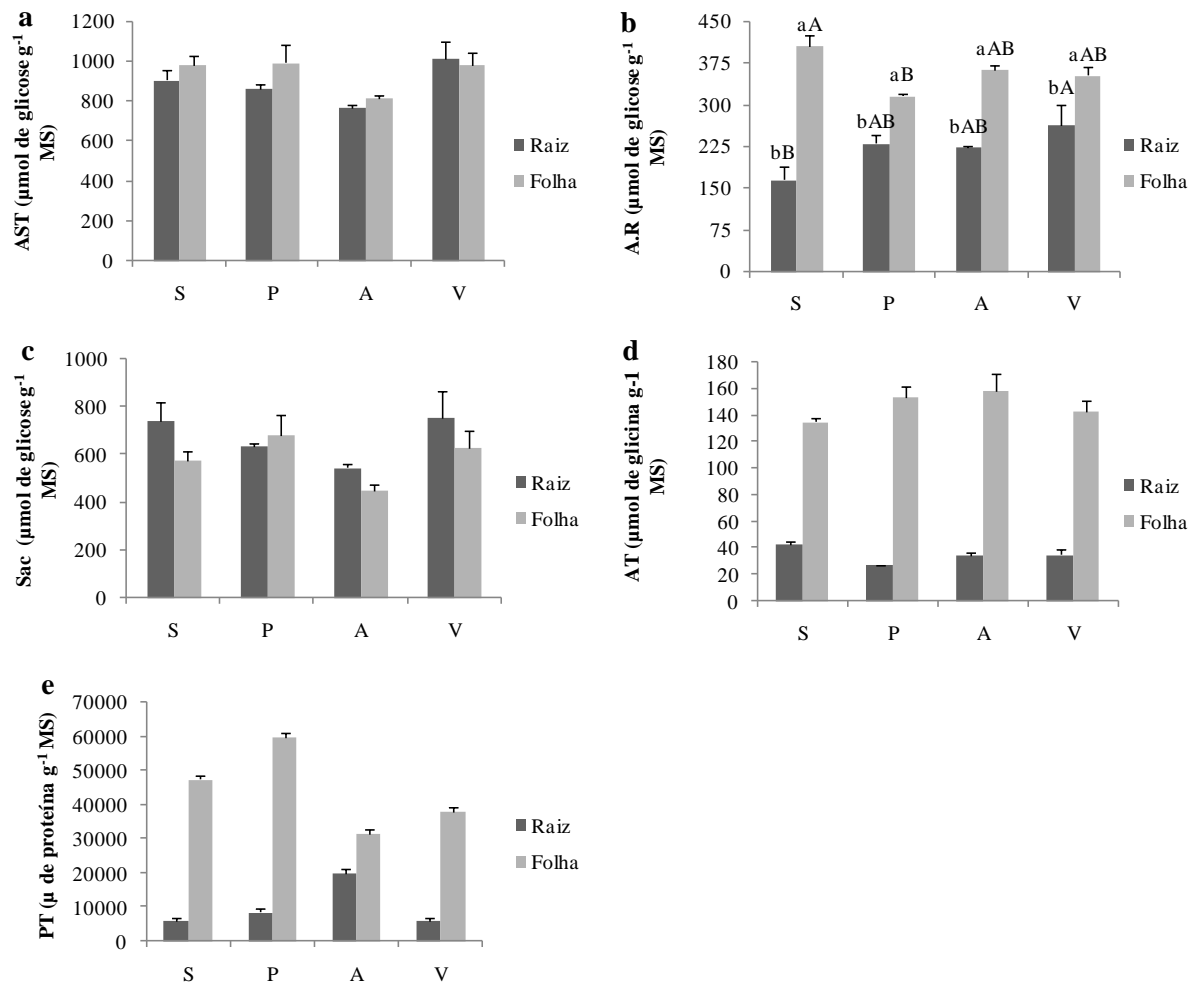 a
AST (µmol de glicose g-1 MS)
1200
1000
800
600
400
200
0
S P A V
Raiz
Folha
b
A.R (µmol de glicose g-1 MS)
450
375
300
225
150
75
0
bB aA bAB aB bAB aAB bA aAB
S P A V
Raiz
Folha
c
Sac (µmol de glicose g-1 MS)
1000
800
600
400
200
0
S P A V
Raiz
Folha
d
AT (µmol de glicina g-1 MS)
180
160
140
120
100
80
60
40
20
0
S P A V
Raiz
Folha
e
PT (µ de proteína g-1 MS)
70000
60000
50000
40000
30000
20000
10000
0
S P A V
Raiz
Folha